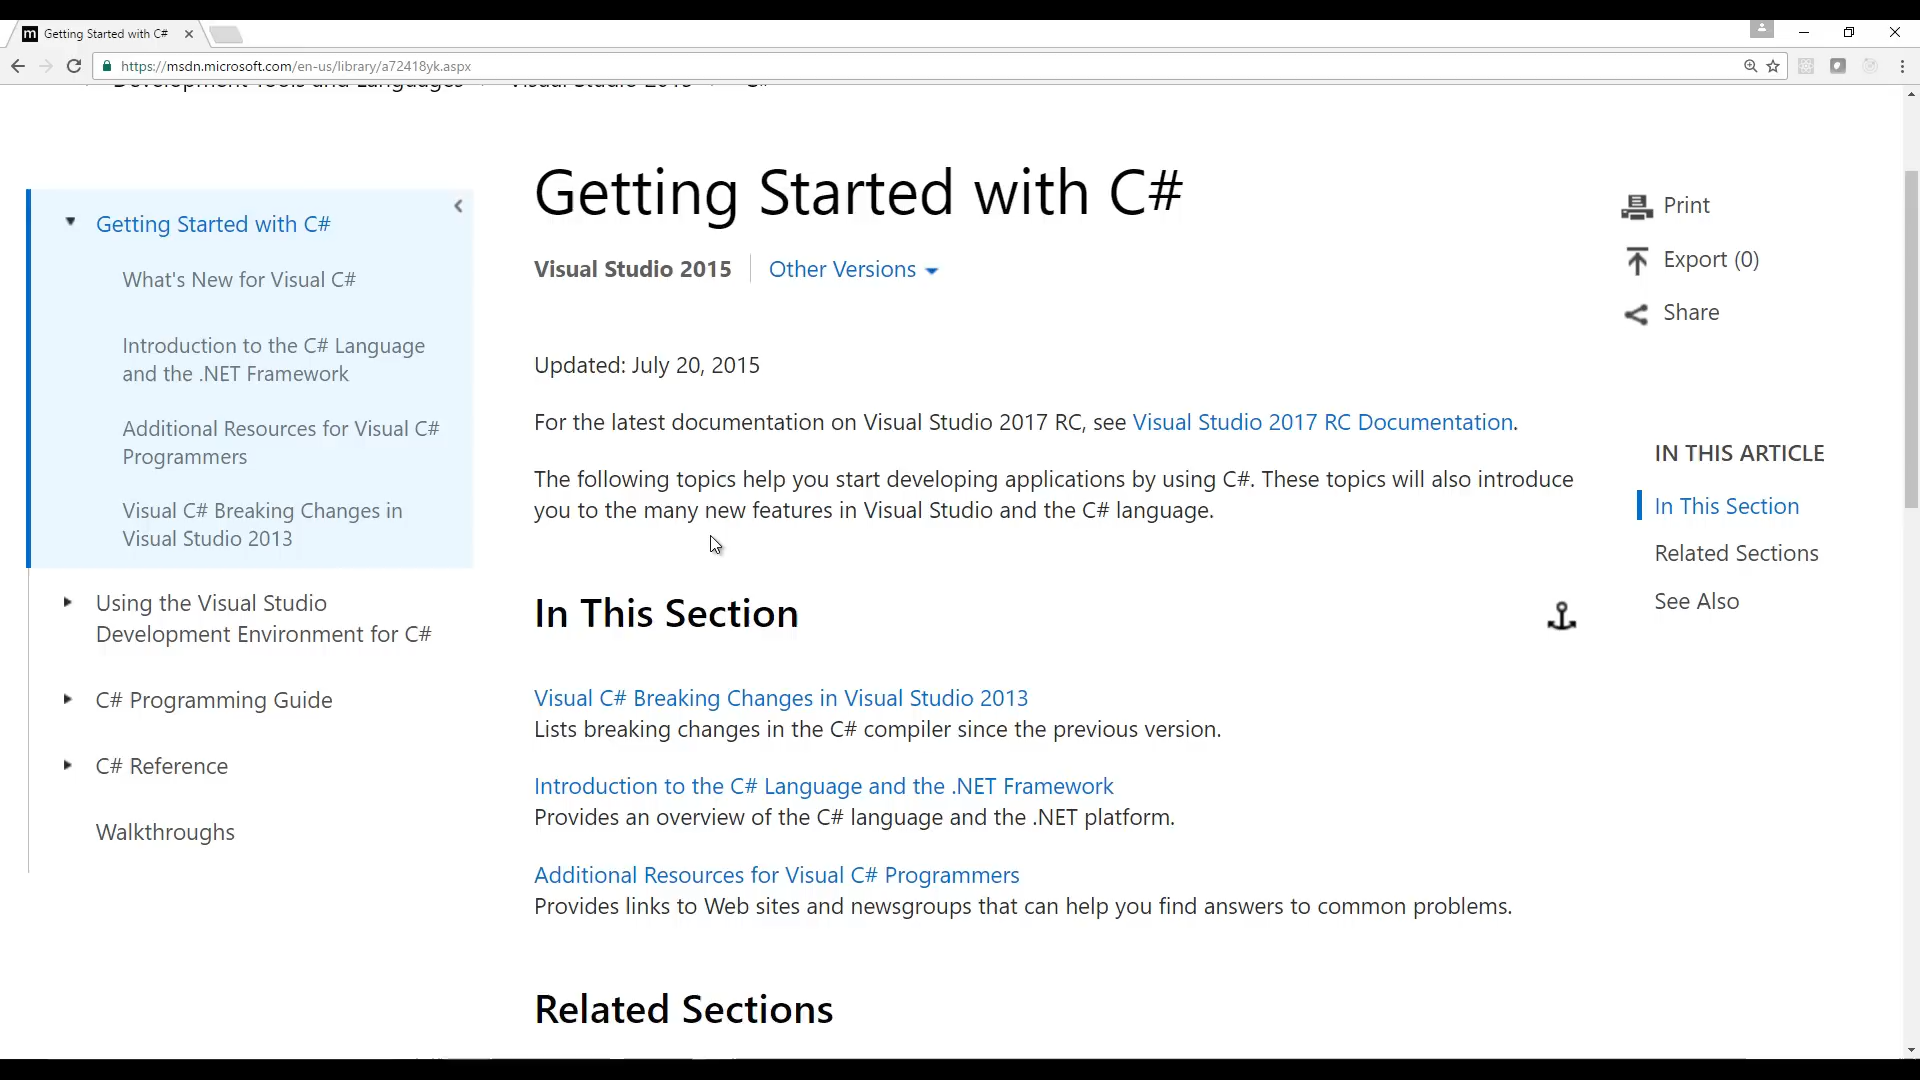 Getting Started with C#
https://msdn.microsoft.com/en-us/library/a72418yk.aspx
Development Tools and Languages Visual Studio 2015 C#
Getting Started with C#
What's New for Visual C#
Introduction to the C# Language
and the .NET Framework
Additional Resources for Visual C#
Programmers
Visual C# Breaking Changes in
Visual Studio 2013
Using the Visual Studio
Development Environment for C#
C# Programming Guide
C# Reference
Walkthroughs
Getting Started with C#
Visual Studio 2015 Other Versions
Updated: July 20, 2015
For the latest documentation on Visual Studio 2017 RC, see Visual Studio 2017 RC Documentation.
The following topics help you start developing applications by using C#. These topics will also introduce
you to the many new features in Visual Studio and the C# language.
In This Section
Visual C# Breaking Changes in Visual Studio 2013
Lists breaking changes in the C# compiler since the previous version.
Introduction to the C# Language and the .NET Framework
Provides an overview of the C# language and the .NET platform.
Additional Resources for Visual C# Programmers
Provides links to Web sites and newsgroups that can help you find answers to common problems.
Related Sections
Print
Export (0)
Share
IN THIS ARTICLE
In This Section
Related Sections
See Also